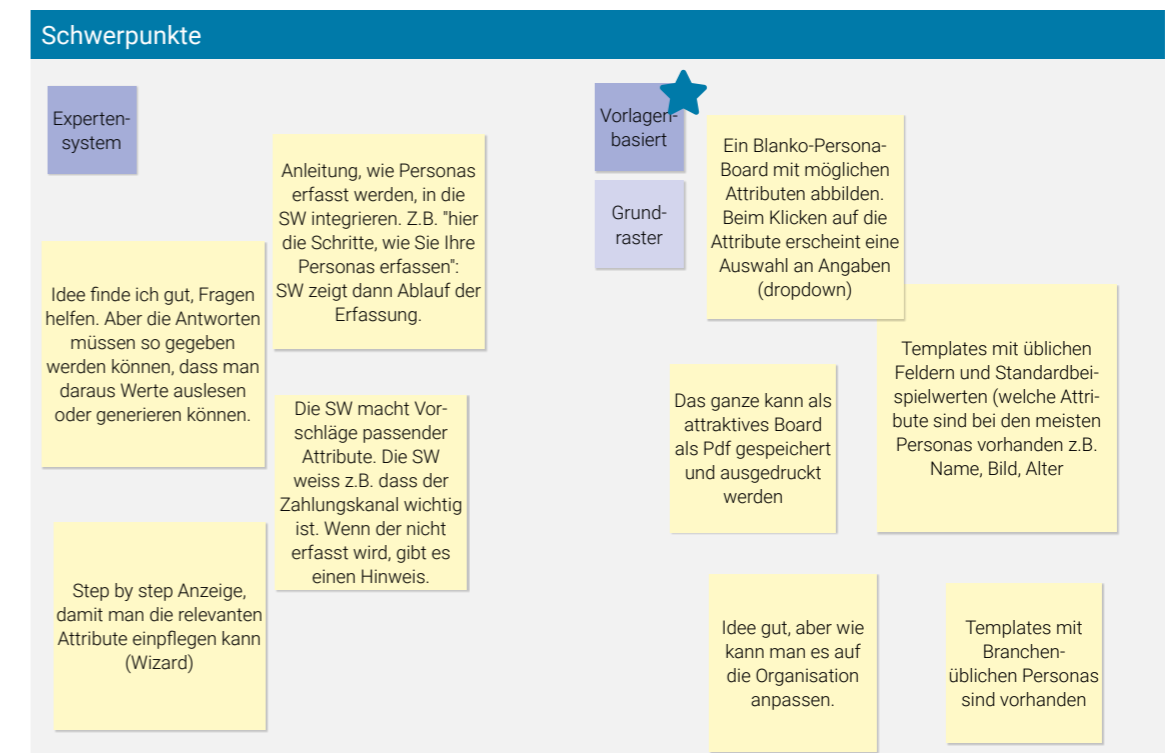 Schwerpunkte
Experten-
system
Anleitung, wie Personas
erfasst werden, in die
SW integrieren. Z.B. "hier
die Schritte, wie Sie Ihre
Personas erfassen":
SW zeigt dann Ablauf der
Erfassung.
Idee finde ich gut, Fragen
helfen. Aber die Antworten
müssen so gegeben
werden können, dass man
daraus Werte auslesen
oder generieren können.
Die SW macht Vor-
schläge passender
Attribute. Die SW
weiss z.B. dass der
Zahlungskanal wichtig
ist. Wenn der nicht
erfasst wird, gibt es
einen Hinweis.
Step by step Anzeige,
damit man die relevanten
Attribute einpflegen kann
(Wizard)
Vorlagen-
basiert
Grund-
raster
Ein Blanko-Persona-
Board mit möglichen
Attributen abbilden.
Beim Klicken auf die
Attribute erscheint eine
Auswahl an Angaben
(dropdown)
Templates mit üblichen
Feldern und Standardbei-
spielwerten (welche Attri-
bute sind bei den meisten
Personas vorhanden z.B.
Name, Bild, Alter
Das ganze kann als
attraktives Board
als Pdf gespeichert
und ausgedruckt
werden
Idee gut, aber wie
kann man es auf
die Organisation
anpassen.
Templates mit
Branchen-
üblichen Personas
sind vorhanden